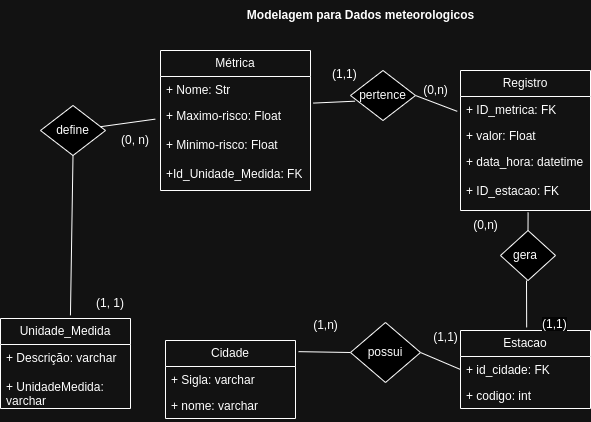 Modelagem para Dados meteorologicos
Métrica
+ Nome: Str
+ Maximo-risco: Float
+ Minimo-risco: Float
+Id_Unidade_Medida: FK
(1,1)
pertence
(0,n)
Registro
+ ID_metrica: FK
+ valor: Float
+ data_hora: datetime
+ ID_estacao: FK
define
(0, n)
(0,n)
gera
(1,1)
(1, 1)
Unidade_Medida
+ Descrição: varchar
+ UnidadeMedida:
varchar
Cidade
+ Sigla: varchar
+ nome: varchar
(1,n)
possui
(1,1)
Estacao
+ id_cidade: FK
+ codigo: int